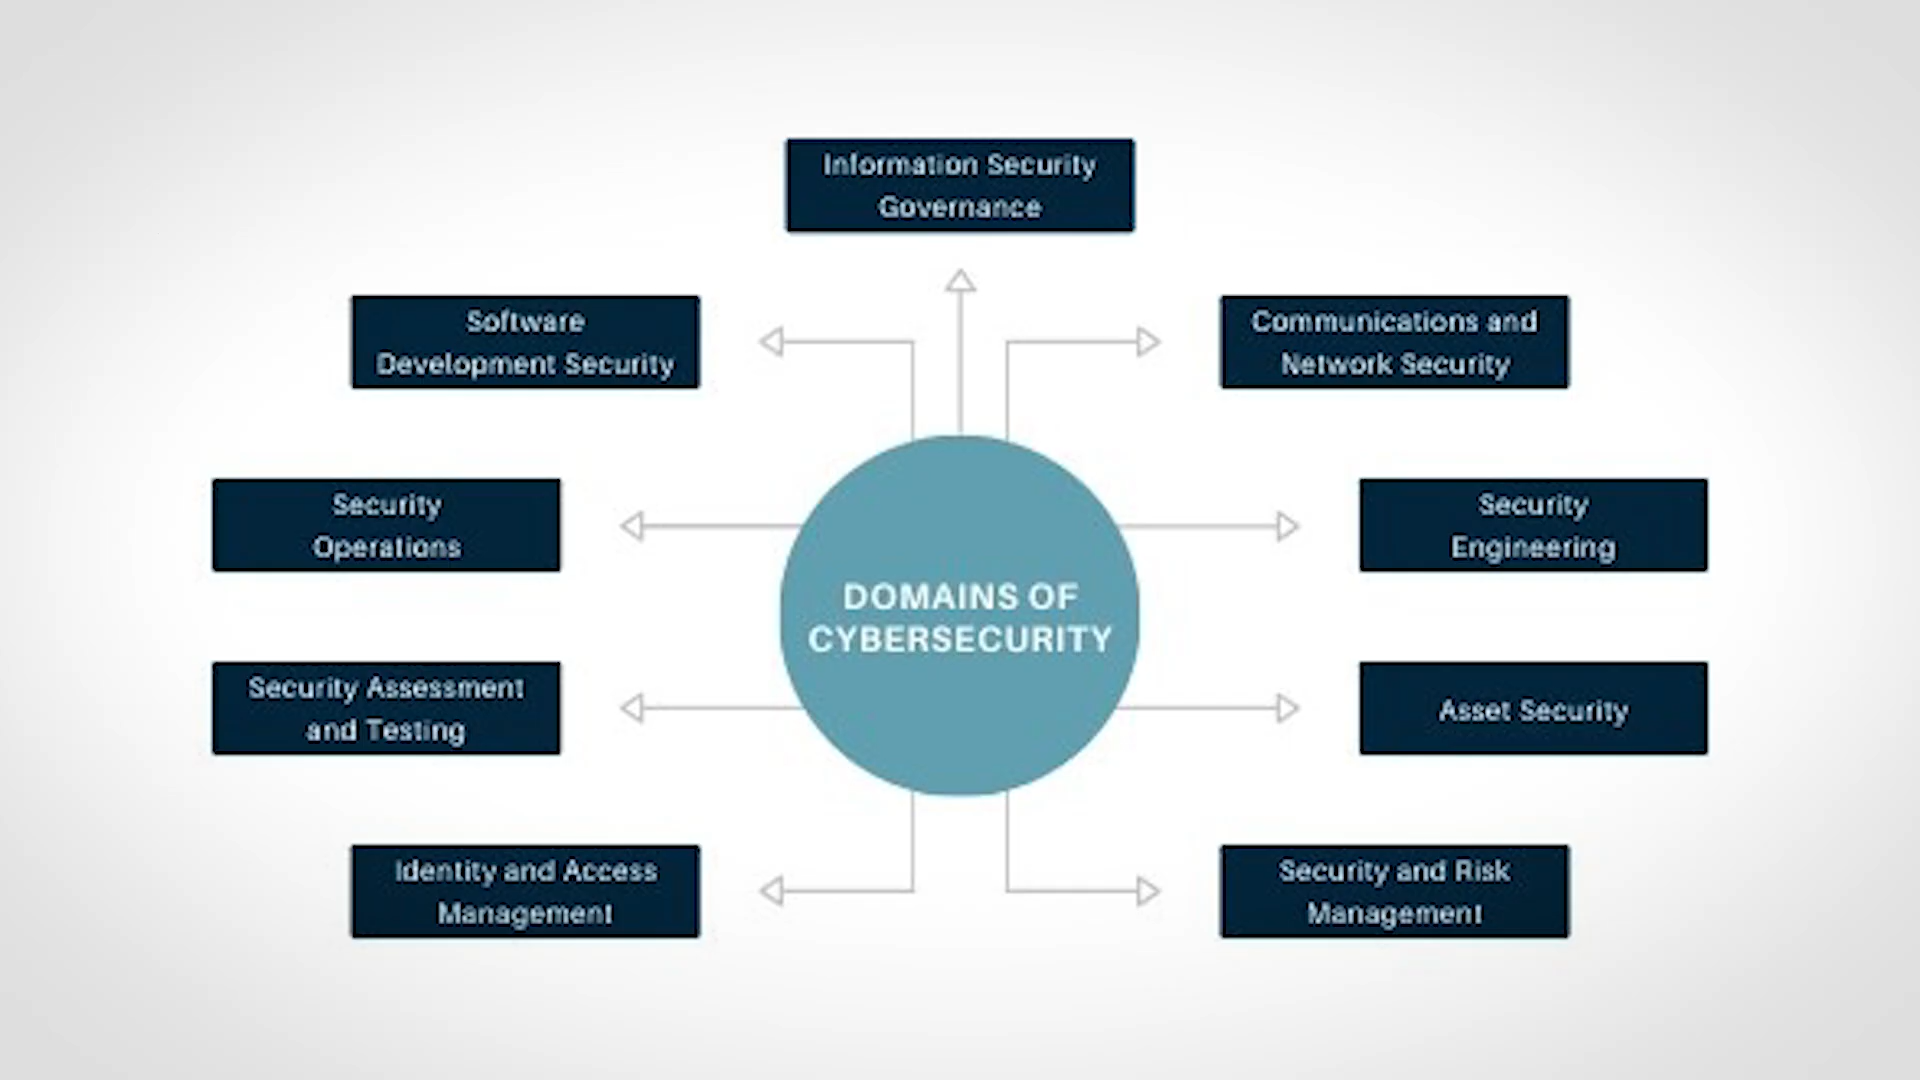 Information Security
Governance
Software
Development Security
Communications and
Network Security
Security
Operations
Security
Engineering
DOMAINS OF
CYBERSECURITY
Security Assessment
and Testing
Asset Security
Identity and Access
Management
Security and Risk
Management